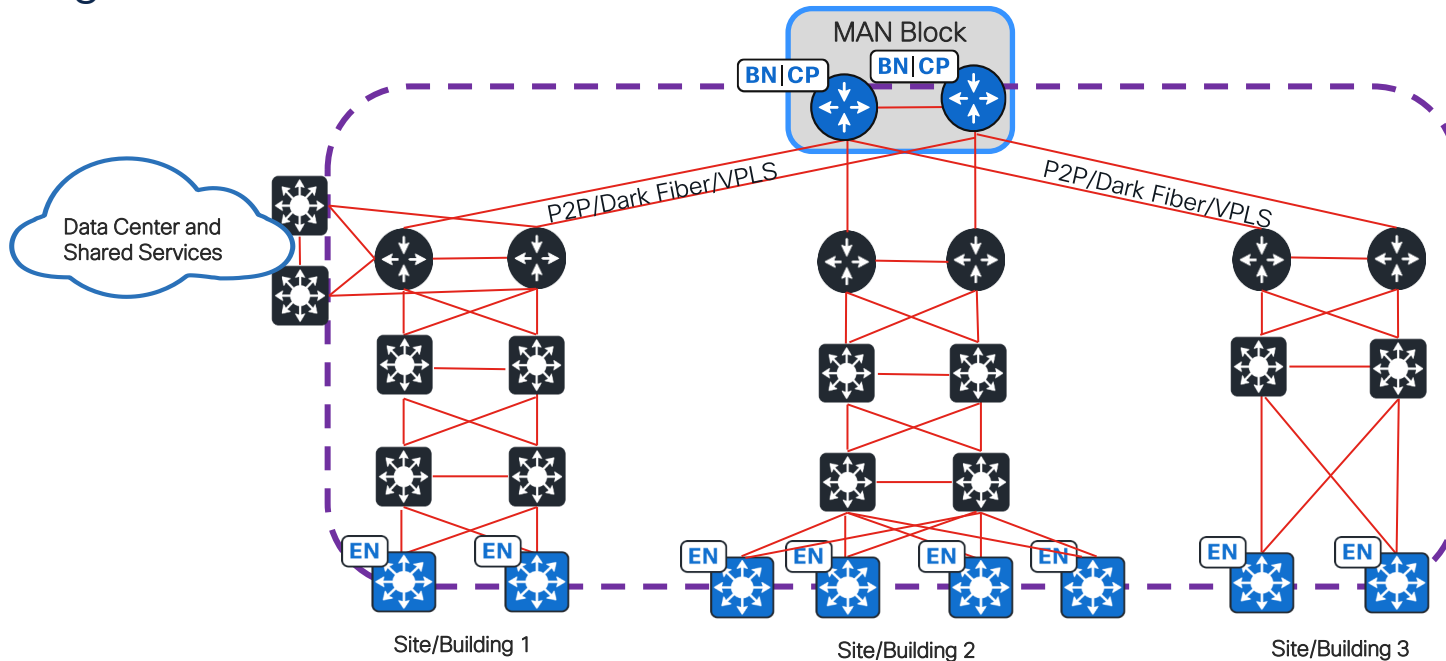 MAN Block
BN|CP
BN|CP
P2P/Dark Fiber/VPLS
P2P/Dark Fiber/VPLS
Data Center and
Shared Services
EN
EN
EN
EN
EN
EN
EN
EN
Site/Building 1
Site/Building 2
Site/Building 3